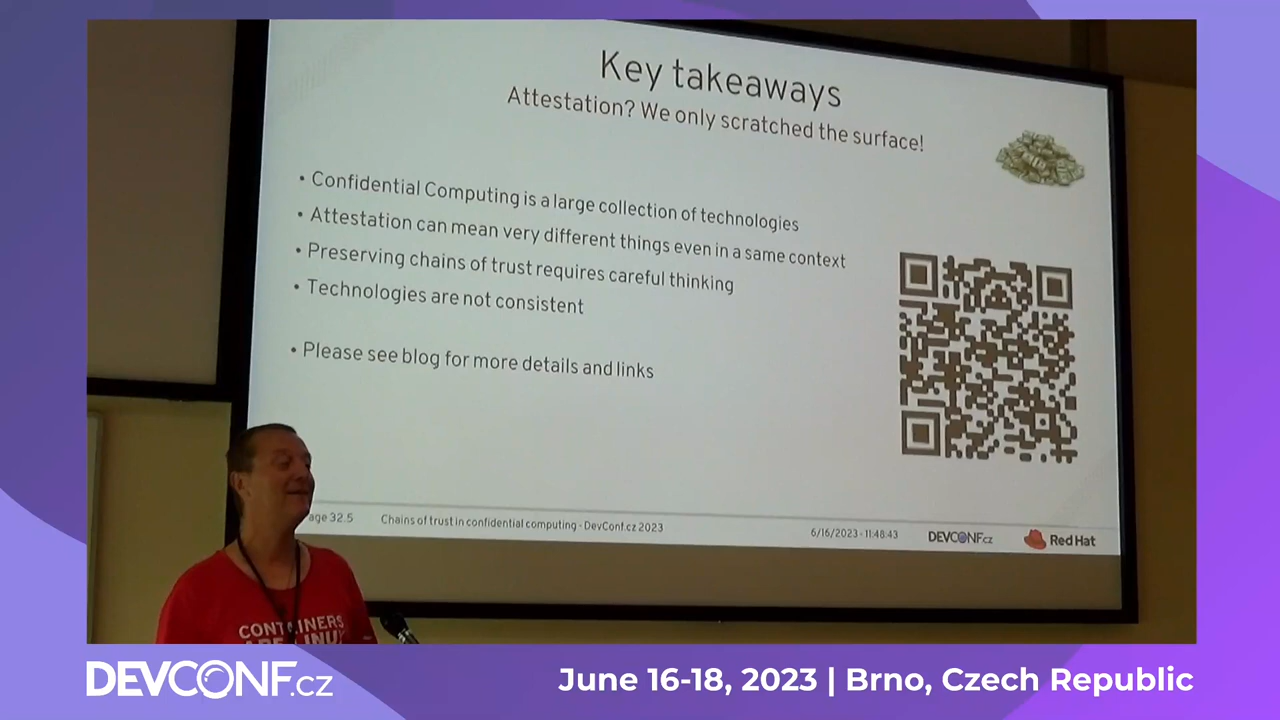 Key takeaways
Attestation? We only scratched the surface!
• Confidential Computing is a large collection of technologies
• Attestation can mean very different things even in a same context
• Preserving chains of trust requires careful thinking
• Technologies are not consistent
• Please see blog for more details and links
age 32.5
Chains of trust in confidential computing - DevConf.cz 2023
6/16/2023 - 11:48:43
DEVCONF.cz
Red Hat
CONTAINERS
ARE LINUX
DEVCONF.cz
June 16-18, 2023 | Brno, Czech Republic